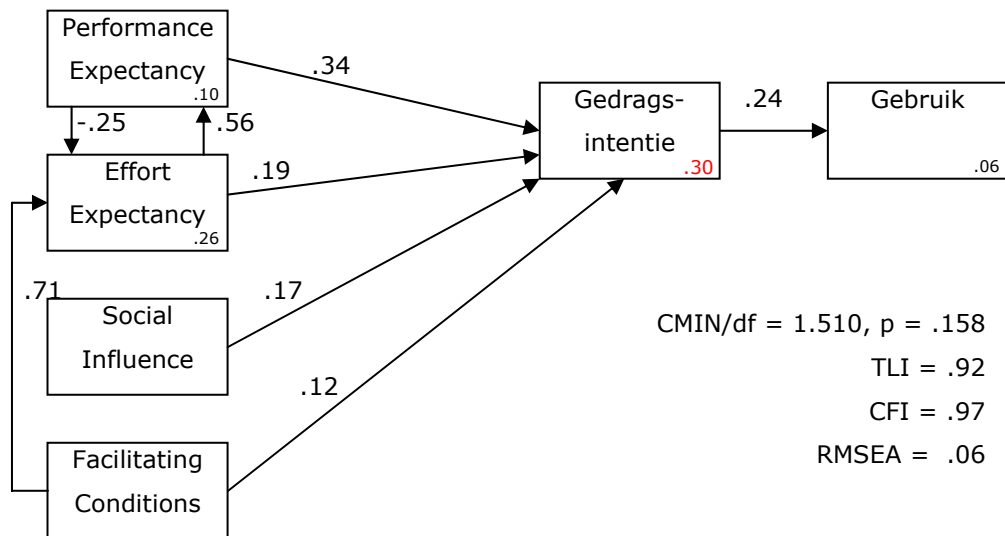 Performance
Expectancy
.10
-.25
.56
Effort
Expectancy
.26
.71
Social
Influence
Facilitating
Conditions
.34
.19
.17
.12
Gedrags-
intentie
.30
.24
Gebruik
.06
CMIN/df = 1.510, p = .158
TLI = .92
CFI = .97
RMSEA = .06